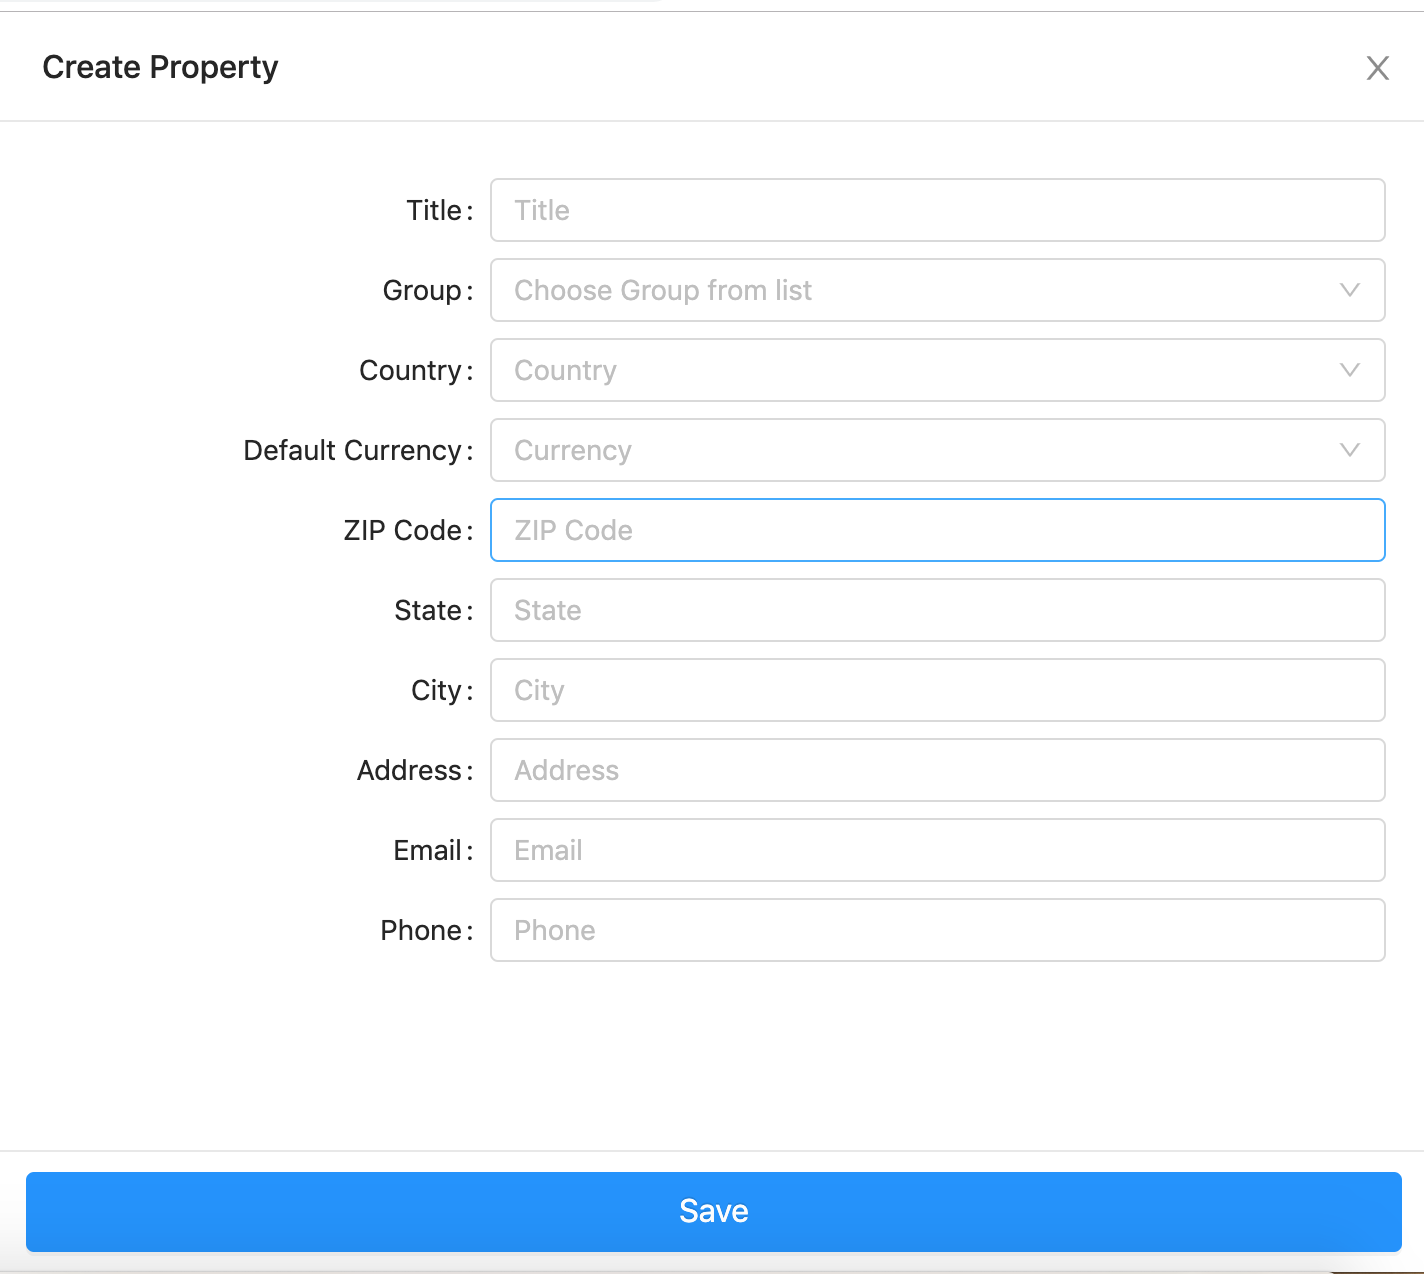 Create Property
Title: Title
Group: Choose Group from list
Country: Country
Default Currency: Currency
ZIP Code: ZIP Code
State: State
City: City
Address: Address
Email: Email
Phone: Phone
Save